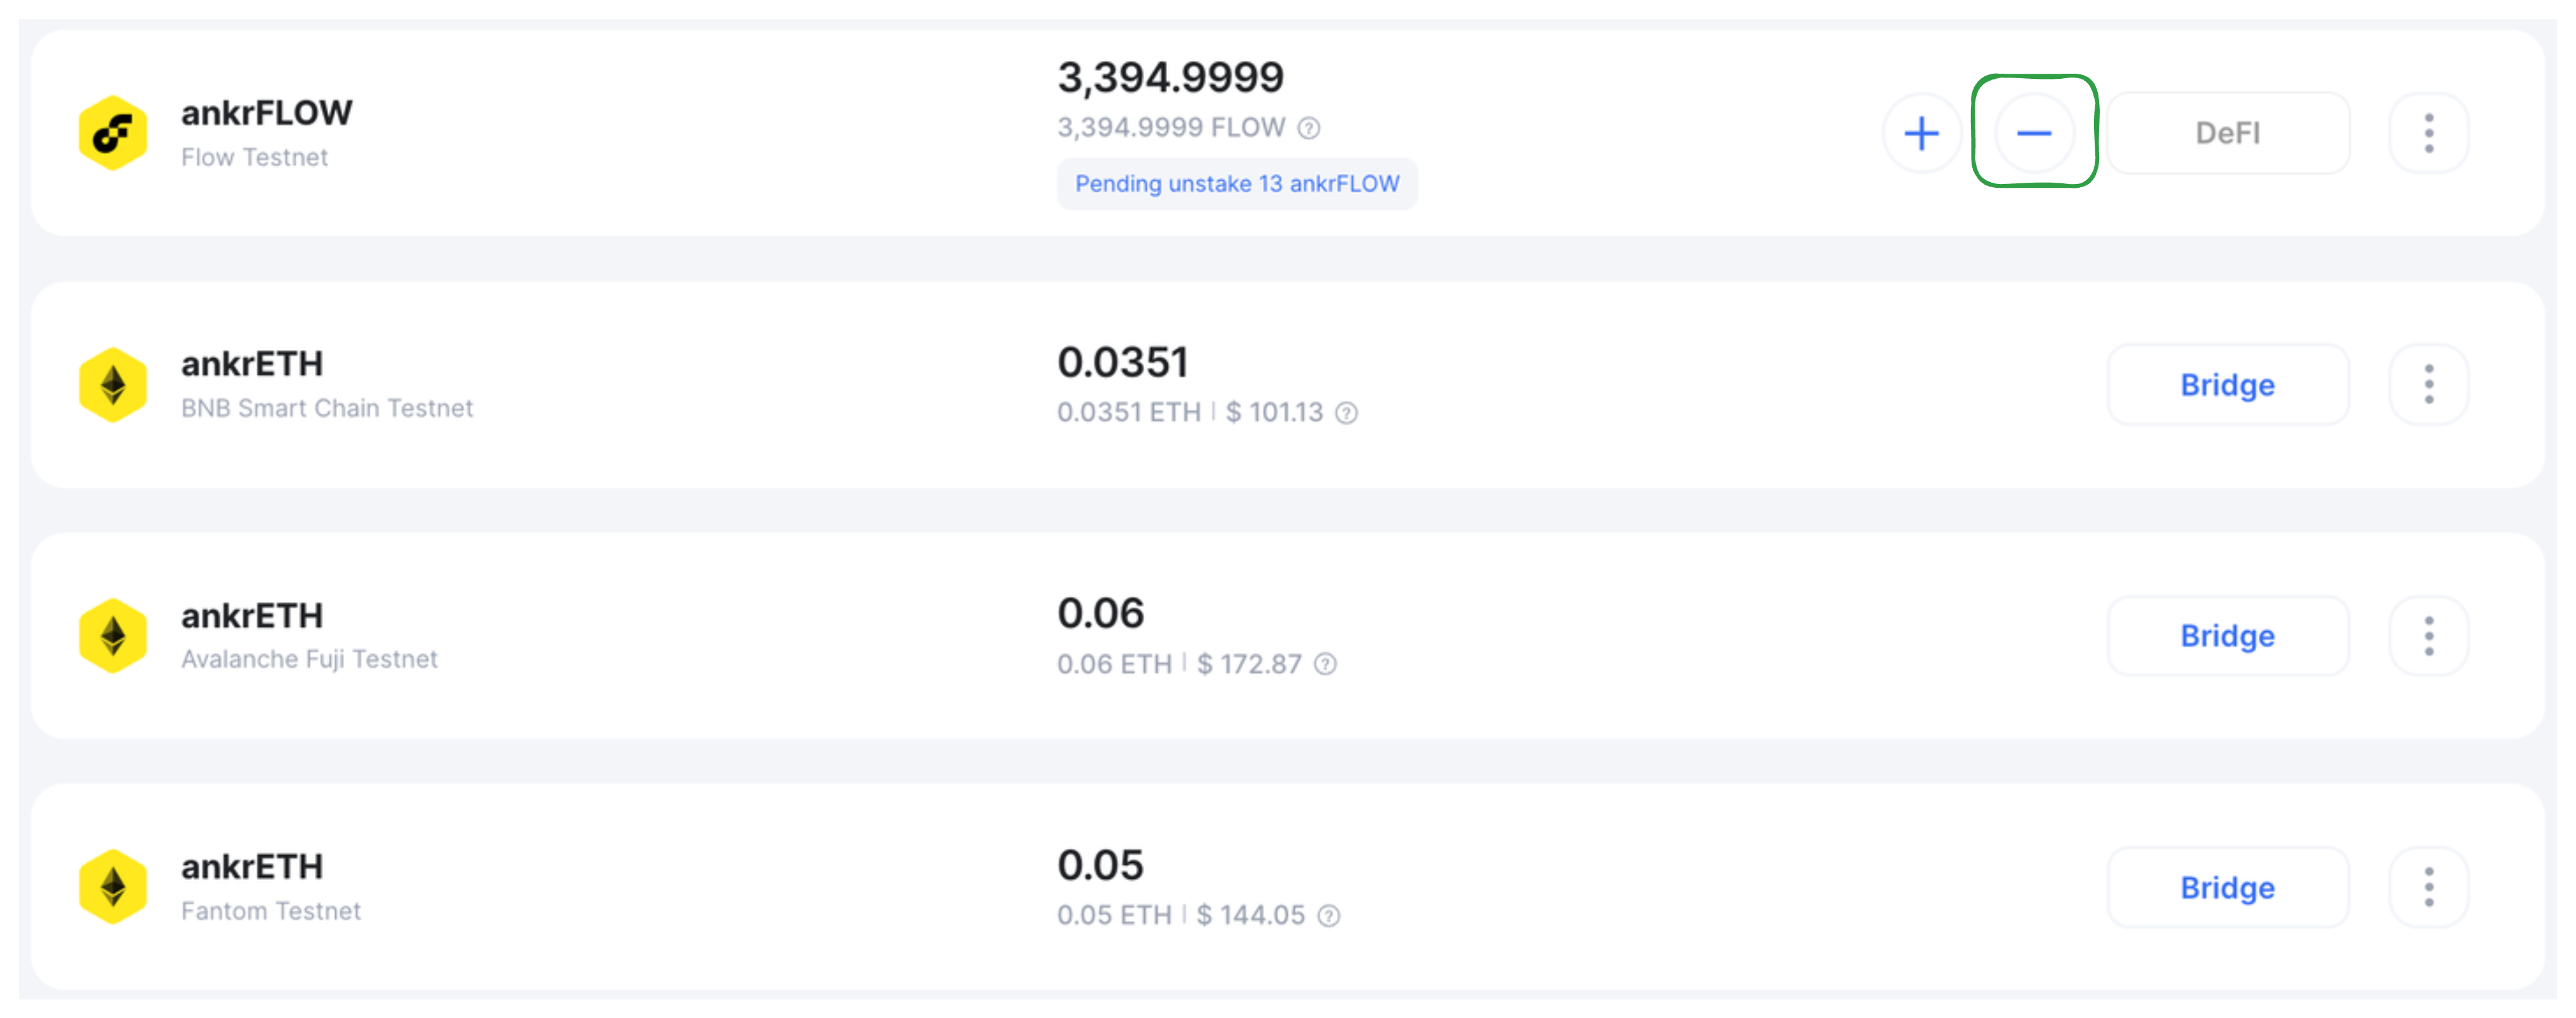 ankrFLOW
Flow Testnet
3,394.9999
3,394.9999 FLOW ?
Pending unstake 13 ankrFLOW
DeFI
ankrETH
BNB Smart Chain Testnet
0.0351
0.0351 ETH | $ 101.13 ?
Bridge
ankrETH
Avalanche Fuji Testnet
0.06
0.06 ETH | $ 172.87 ?
Bridge
ankrETH
Fantom Testnet
0.05
0.05 ETH | $ 144.05 ?
Bridge